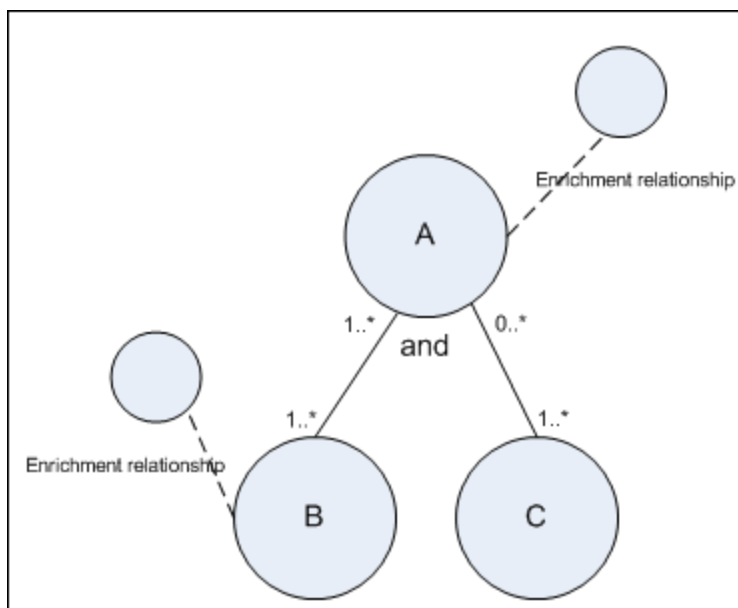 Enrichment relationship
A
1..*
0..*
and
1..*
1..*
Enrichment relationship
B
C